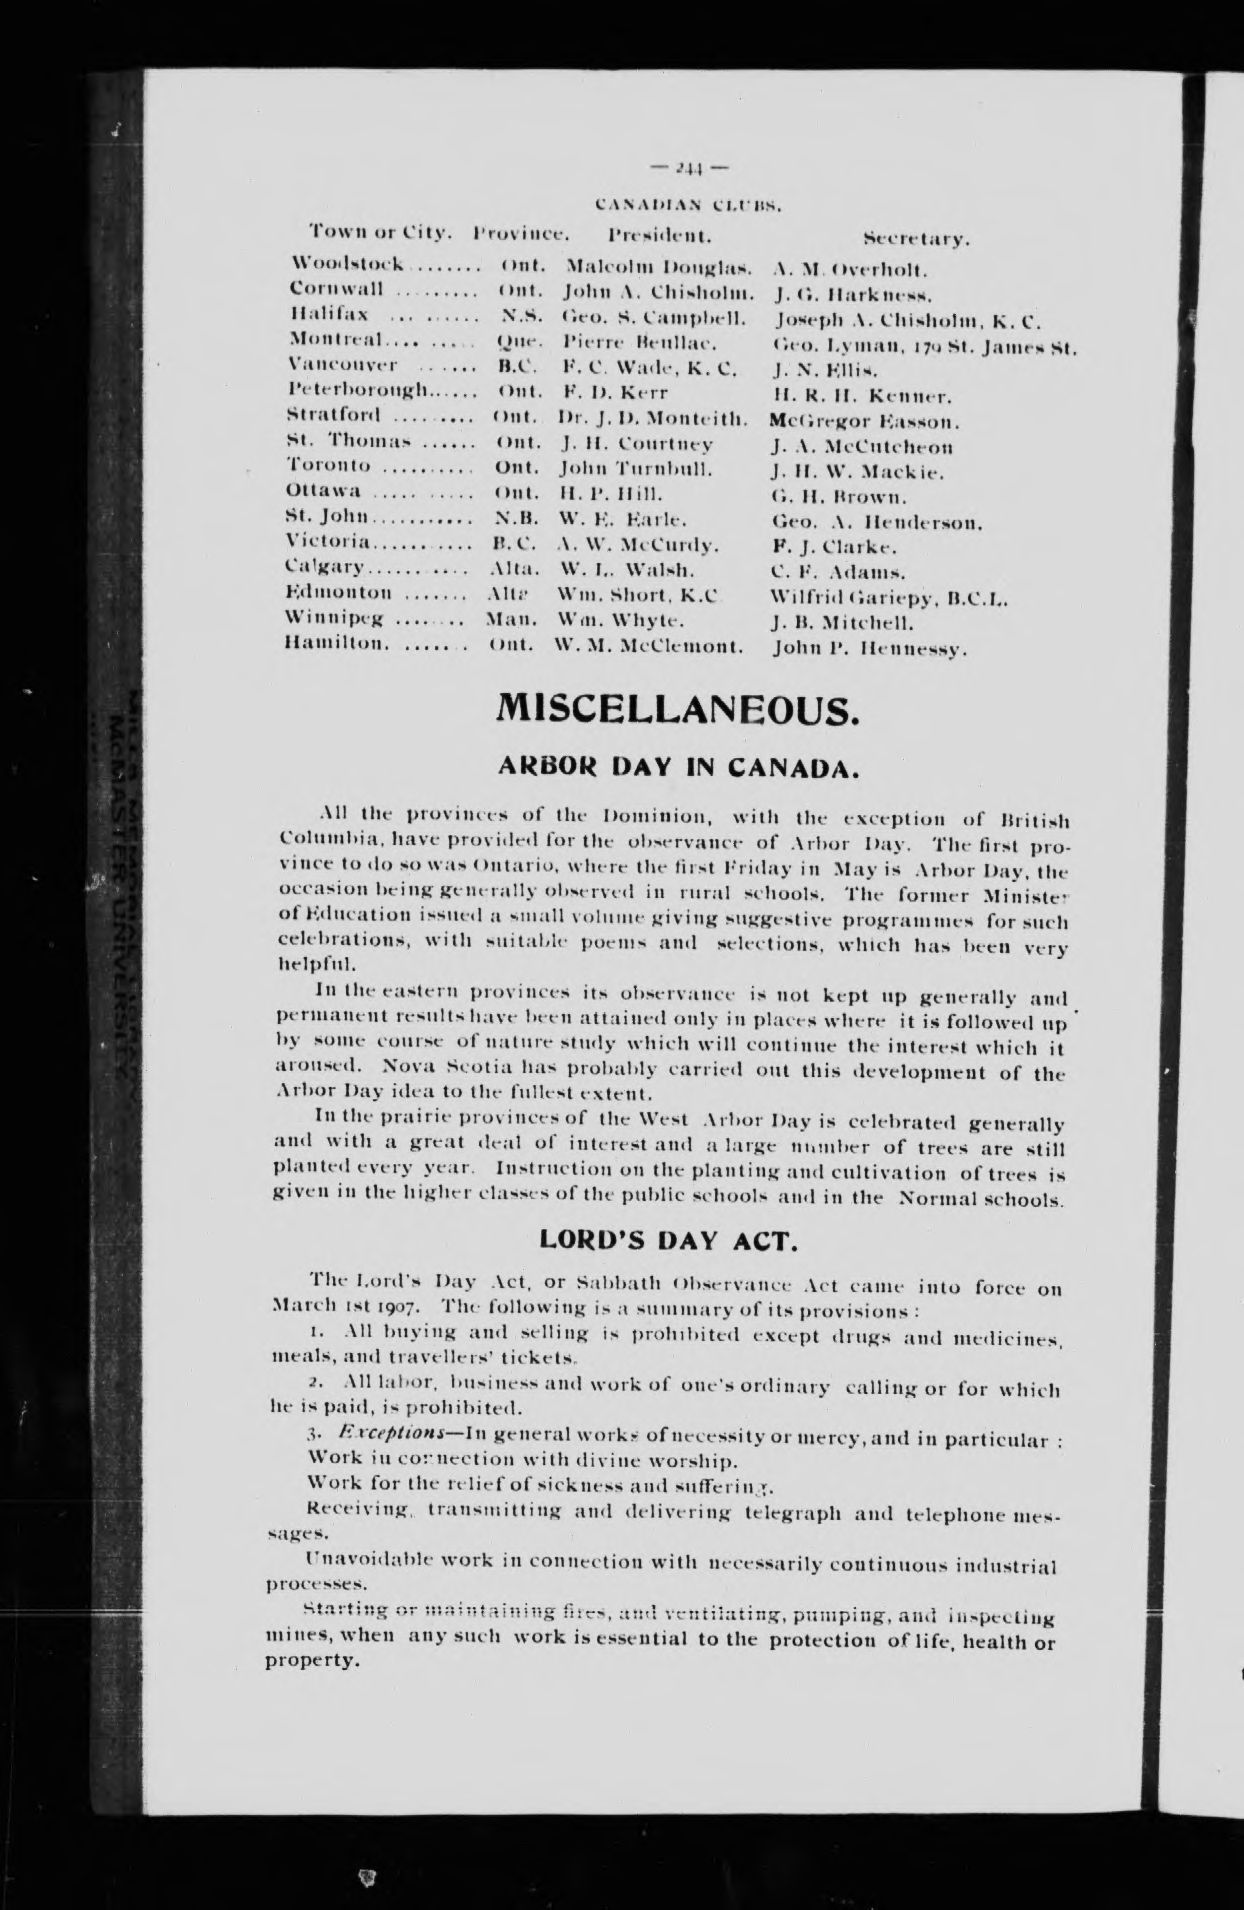 — 244 —
CANADIAN CLUBS.
Town or City. Province. President. Secretary.
Woodstock ....... Ont. Malcolm Douglas. A. M. Overholt.
Cornwall ......... Ont. John A. Chisholm. J. G. Harkness.
Halifax ... ...... N.S. Geo. S. Campbell. Joseph A. Chisholm, K. C.
Montreal.... ..... Que. Pierre Beullac. Geo. Lyman, 179 St. James St.
Vancouver ...... B.C. F. C. Wade, K. C. J. N. Ellis.
Peterborough...... Ont. F. D. Kerr H. R. H. Kenner.
Stratford ......... Ont. Dr. J. D. Monteith. McGregor Easson.
St. Thomas ...... Ont. J. H. Courtney J. A. McCutcheon
Toronto .......... Ont. John Turnbull. J. H. W. Mackie.
Ottawa ..... ..... Ont. H. P. Hill. G. H. Brown.
St. John........... N.B. W. E. Earle. Geo. A. Henderson.
Victoria........... B.C. A. W. McCurdy. F. J. Clarke.
Calgary.......... Alta. W. L. Walsh. C. F. Adams.
Edmonton ....... Alta Wm. Short, K.C Wilfrid Gariepy, B.C.L.
Winnipeg ....... Man. Wm. Whyte. J. B. Mitchell.
Hamilton. ...... . Ont. W. M. McClemont. John P. Hennessy.
MISCELLANEOUS.
ARBOR DAY IN CANADA.
All the provinces of the Dominion, with the exception of British
Columbia, have provided for the observance of Arbor Day. The first pro-
vince to do so was Ontario, where the first Friday in May is Arbor Day, the
occasion being generally observed in rural schools. The former Minister
of Education issued a small volume giving suggestive programmes for such
celebrations, with suitable poems and selections, which has been very
helpful.
In the eastern provinces its observance is not kept up generally and
permanent results have been attained only in places where it is followed up
by some course of nature study which will continue the interest which it
aroused. Nova Scotia has probably carried out this development of the
Arbor Day idea to the fullest extent.
In the prairie provinces of the West Arbor Day is celebrated generally
and with a great deal of interest and a large number of trees are still
planted every year. Instruction on the planting and cultivation of trees is
given in the higher classes of the public schools and in the Normal schools.
LORD'S DAY ACT.
The Lord's Day Act, or Sabbath Observance Act came into force on
March 1st 1907. The following is a summary of its provisions :
1. All buying and selling is prohibited except drugs and medicines,
meals, and travellers' tickets.
2. All labor, business and work of one's ordinary calling or for which
he is paid, is prohibited.
3. Exceptions—In general works of necessity or mercy, and in particular :
Work in connection with divine worship.
Work for the relief of sickness and suffering.
Receiving, transmitting and delivering telegraph and telephone mes-
sages.
Unavoidable work in connection with necessarily continuous industrial
processes.
Starting or maintaining fires, and ventilating, pumping, and inspecting
mines, when any such work is essential to the protection of life, health or
property.
MILLS MEMORIAL LIBRARY
McMASTER UNIVERSITY